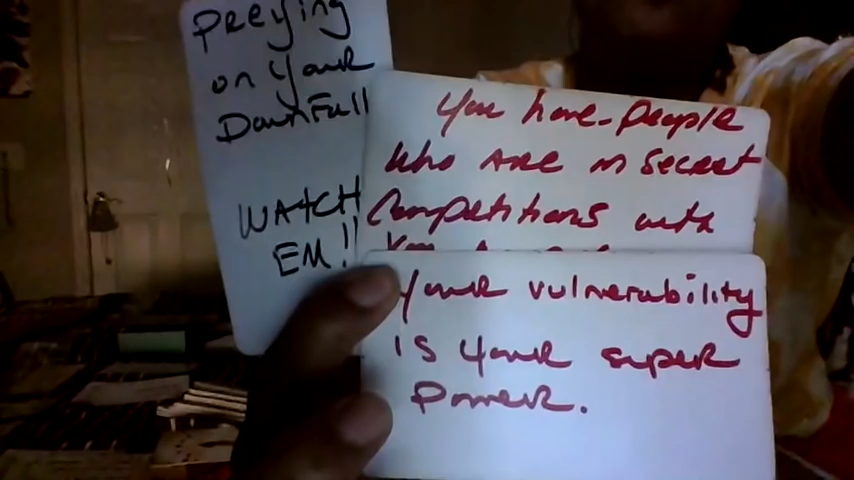 PREYING
on your
DownFall
WATCH
EM!!
you have people
who ARE in secret
Competitions with
You
your vulnerability
is your super
Power.